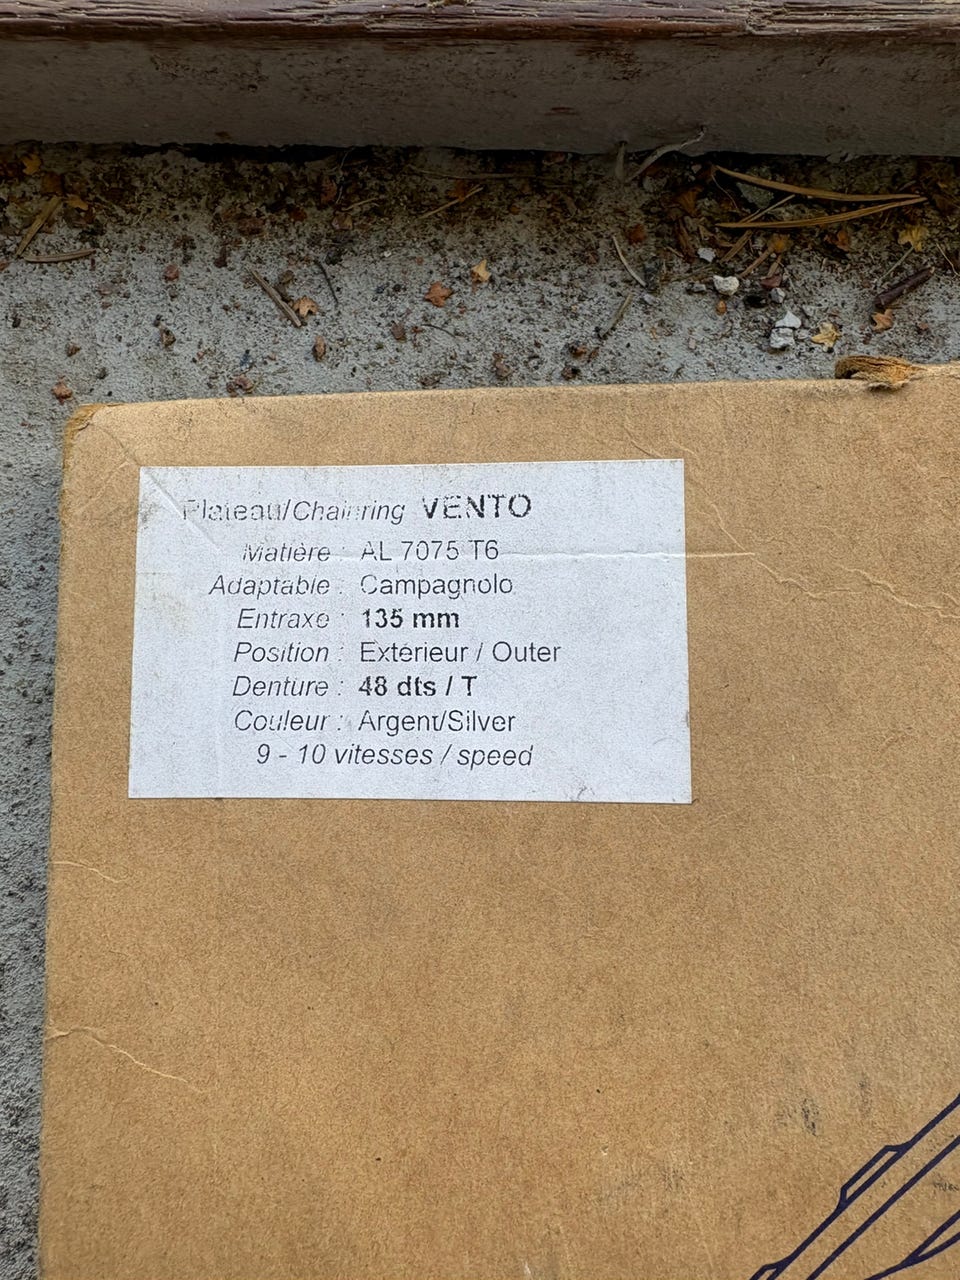 Plateau/Chainring VENTO
Matière : AL 7075 T6
Adaptable : Campagnolo
Entraxe : 135 mm
Position : Extérieur / Outer
Denture : 48 dts / T
Couleur : Argent/Silver
9 - 10 vitesses / speed